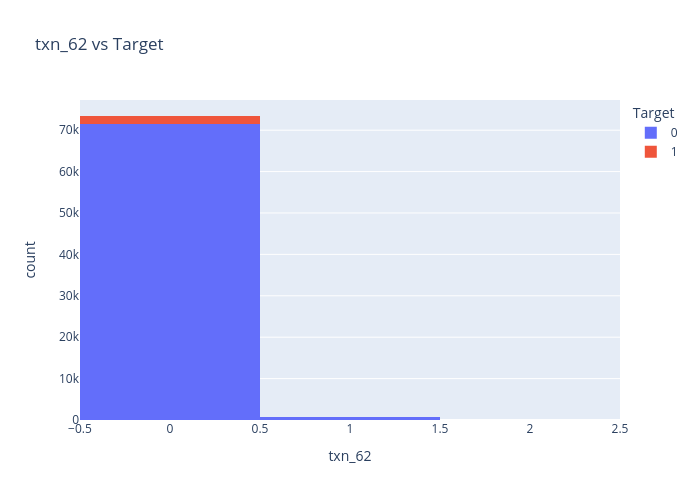 txn_62 vs Target
Target
0
1
70k
60k
50k
40k
30k
20k
10k
0
count
−0.5
0
0.5
1
1.5
2
2.5
txn_62